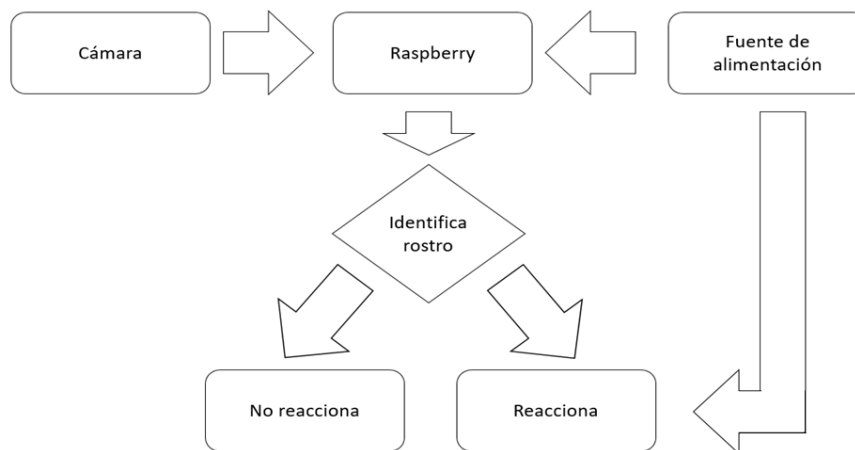 Cámara
Raspberry
Fuente de
alimentación
Identifica
rostro
No reacciona
Reacciona